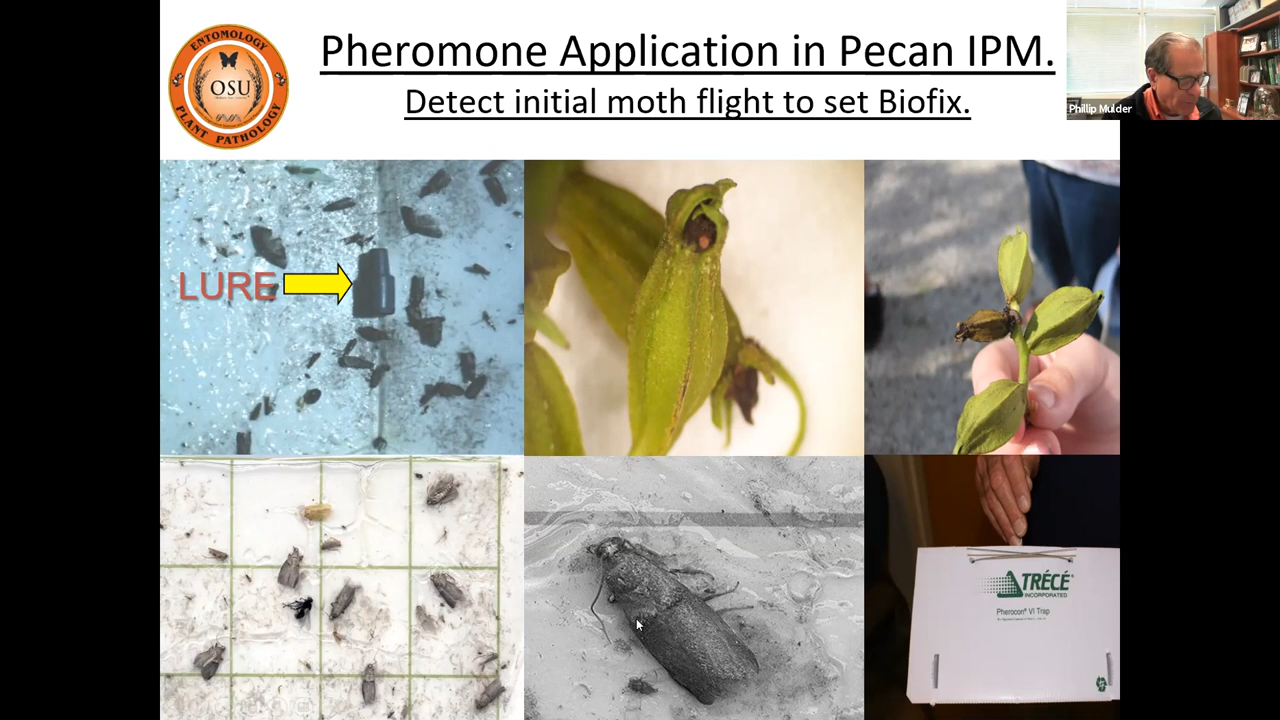 Pheromone Application in Pecan IPM.
Detect initial moth flight to set Biofix.
ENTOMOLOGY
OSU
PLANT PATHOLOGY
Phillip Mulder
LURE
TRÉCÉ
INCORPORATED
Pherocon® VI Trap